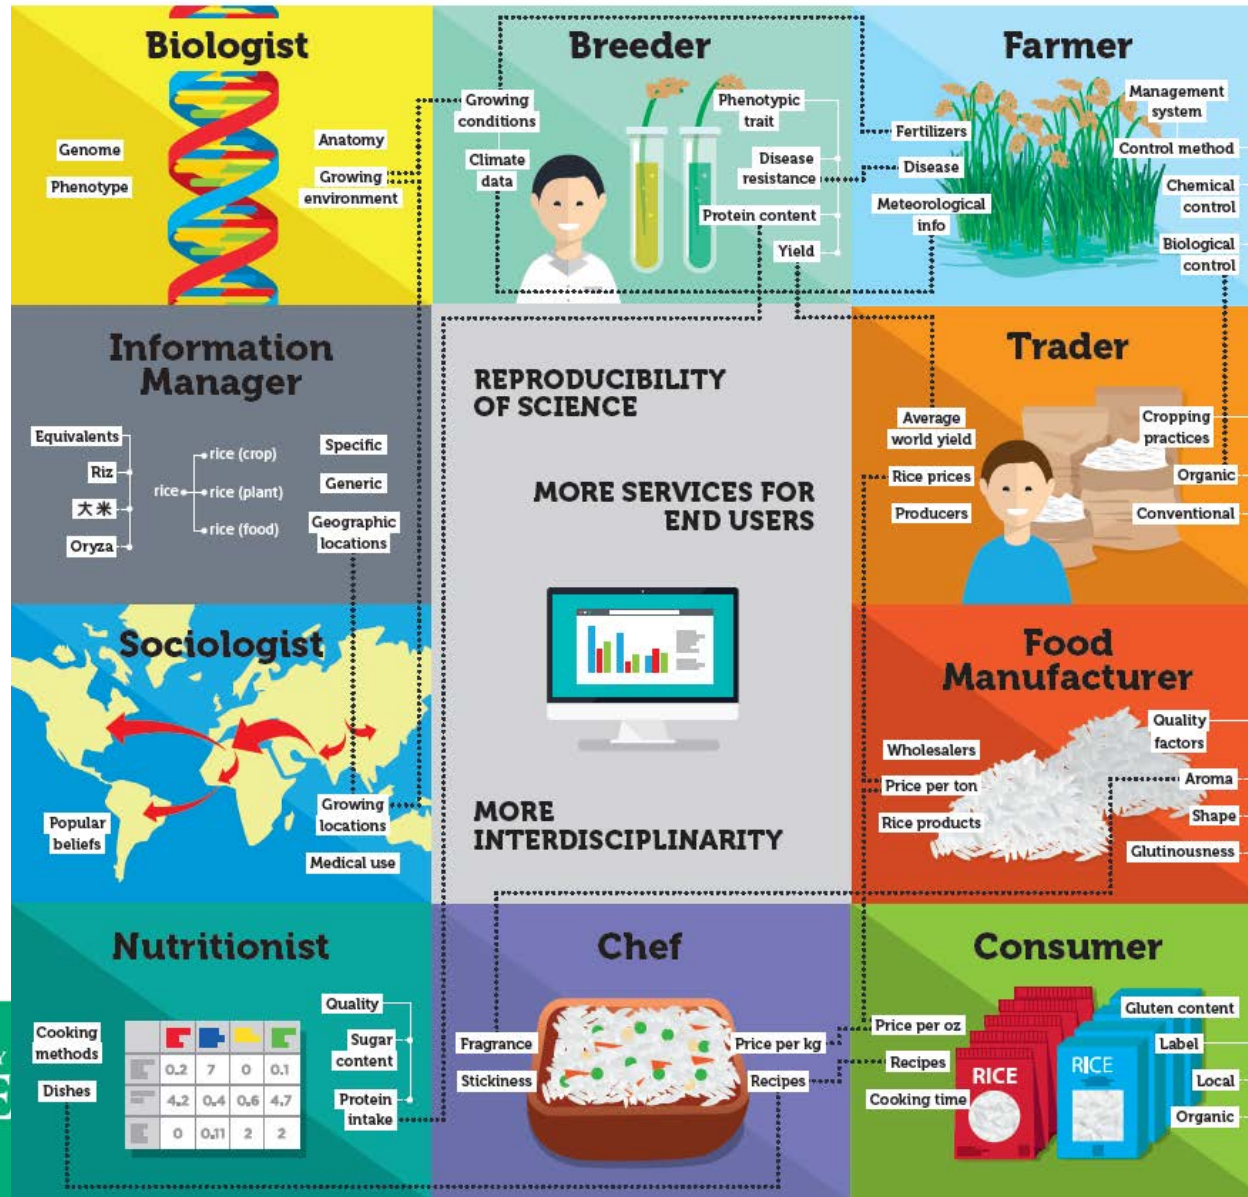 Biologist
Genome
Phenotype
Anatomy
Growing
environment
Breeder
Growing
conditions
Climate
data
Phenotypic
trait
Disease
resistance
Protein content
Yield
Farmer
Fertilizers
Disease
Meteorological
info
Management
system
Control method
Chemical
control
Biological
control
Information
Manager
Equivalents
Riz
大米
Oryza
rice
rice (crop)
rice (plant)
rice (food)
Specific
Generic
Geographic
locations
REPRODUCIBILITY
OF SCIENCE
MORE SERVICES FOR
END USERS
MORE
INTERDISCIPLINARITY
Trader
Average
world yield
Rice prices
Producers
Cropping
practices
Organic
Conventional
Sociologist
Popular
beliefs
Growing
locations
Medical use
Food
Manufacturer
Wholesalers
Price per ton
Rice products
Quality
factors
Aroma
Shape
Glutinousness
Nutritionist
Cooking
methods
Dishes
0.2 7 0 0.1
4.2 0.4 0.6 4.7
0 0.11 2 2
Quality
Sugar
content
Protein
intake
Chef
Fragrance
Stickiness
Price per kg
Recipes
Consumer
Price per oz
Recipes
Cooking time
RICE
RICE
Gluten content
Label
Local
Organic
Y
E